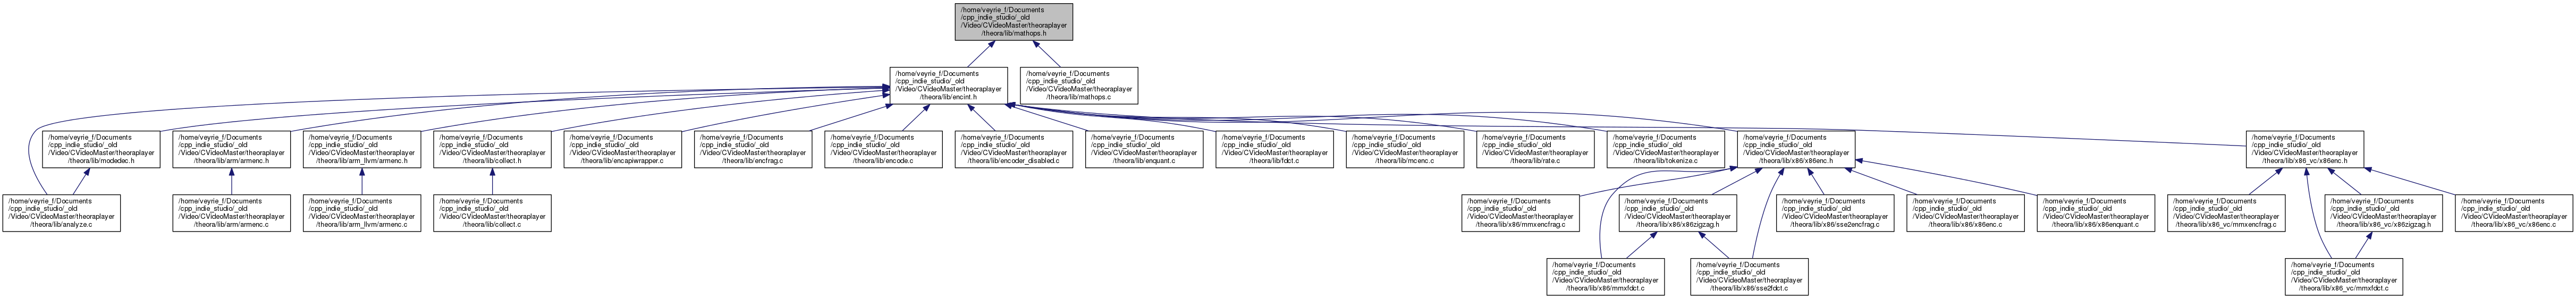 /home/veyrie_f/Documents
/cpp_indie_studio/_old
/Video/CVideoMaster/theoraplayer
/theora/lib/mathops.h
/home/veyrie_f/Documents
/cpp_indie_studio/_old
/Video/CVideoMaster/theoraplayer
/theora/lib/encint.h
/home/veyrie_f/Documents
/cpp_indie_studio/_old
/Video/CVideoMaster/theoraplayer
/theora/lib/mathops.c
/home/veyrie_f/Documents
/cpp_indie_studio/_old
/Video/CVideoMaster/theoraplayer
/theora/lib/modedec.h
/home/veyrie_f/Documents
/cpp_indie_studio/_old
/Video/CVideoMaster/theoraplayer
/theora/lib/arm/armenc.h
/home/veyrie_f/Documents
/cpp_indie_studio/_old
/Video/CVideoMaster/theoraplayer
/theora/lib/arm_llvm/armenc.h
/home/veyrie_f/Documents
/cpp_indie_studio/_old
/Video/CVideoMaster/theoraplayer
/theora/lib/collect.h
/home/veyrie_f/Documents
/cpp_indie_studio/_old
/Video/CVideoMaster/theoraplayer
/theora/lib/encapiwrapper.c
/home/veyrie_f/Documents
/cpp_indie_studio/_old
/Video/CVideoMaster/theoraplayer
/theora/lib/encfrag.c
/home/veyrie_f/Documents
/cpp_indie_studio/_old
/Video/CVideoMaster/theoraplayer
/theora/lib/encode.c
/home/veyrie_f/Documents
/cpp_indie_studio/_old
/Video/CVideoMaster/theoraplayer
/theora/lib/encoder_disabled.c
/home/veyrie_f/Documents
/cpp_indie_studio/_old
/Video/CVideoMaster/theoraplayer
/theora/lib/enquant.c
/home/veyrie_f/Documents
/cpp_indie_studio/_old
/Video/CVideoMaster/theoraplayer
/theora/lib/fdct.c
/home/veyrie_f/Documents
/cpp_indie_studio/_old
/Video/CVideoMaster/theoraplayer
/theora/lib/mcenc.c
/home/veyrie_f/Documents
/cpp_indie_studio/_old
/Video/CVideoMaster/theoraplayer
/theora/lib/rate.c
/home/veyrie_f/Documents
/cpp_indie_studio/_old
/Video/CVideoMaster/theoraplayer
/theora/lib/tokenize.c
/home/veyrie_f/Documents
/cpp_indie_studio/_old
/Video/CVideoMaster/theoraplayer
/theora/lib/x86/x86enc.h
/home/veyrie_f/Documents
/cpp_indie_studio/_old
/Video/CVideoMaster/theoraplayer
/theora/lib/x86_vc/x86enc.h
/home/veyrie_f/Documents
/cpp_indie_studio/_old
/Video/CVideoMaster/theoraplayer
/theora/lib/analyze.c
/home/veyrie_f/Documents
/cpp_indie_studio/_old
/Video/CVideoMaster/theoraplayer
/theora/lib/arm/armenc.c
/home/veyrie_f/Documents
/cpp_indie_studio/_old
/Video/CVideoMaster/theoraplayer
/theora/lib/arm_llvm/armenc.c
/home/veyrie_f/Documents
/cpp_indie_studio/_old
/Video/CVideoMaster/theoraplayer
/theora/lib/collect.c
/home/veyrie_f/Documents
/cpp_indie_studio/_old
/Video/CVideoMaster/theoraplayer
/theora/lib/x86/mmxencfrag.c
/home/veyrie_f/Documents
/cpp_indie_studio/_old
/Video/CVideoMaster/theoraplayer
/theora/lib/x86/x86zigzag.h
/home/veyrie_f/Documents
/cpp_indie_studio/_old
/Video/CVideoMaster/theoraplayer
/theora/lib/x86/sse2encfrag.c
/home/veyrie_f/Documents
/cpp_indie_studio/_old
/Video/CVideoMaster/theoraplayer
/theora/lib/x86/x86enc.c
/home/veyrie_f/Documents
/cpp_indie_studio/_old
/Video/CVideoMaster/theoraplayer
/theora/lib/x86/x86enquant.c
/home/veyrie_f/Documents
/cpp_indie_studio/_old
/Video/CVideoMaster/theoraplayer
/theora/lib/x86_vc/mmxencfrag.c
/home/veyrie_f/Documents
/cpp_indie_studio/_old
/Video/CVideoMaster/theoraplayer
/theora/lib/x86_vc/x86zigzag.h
/home/veyrie_f/Documents
/cpp_indie_studio/_old
/Video/CVideoMaster/theoraplayer
/theora/lib/x86_vc/x86enc.c
/home/veyrie_f/Documents
/cpp_indie_studio/_old
/Video/CVideoMaster/theoraplayer
/theora/lib/x86/mmxfdct.c
/home/veyrie_f/Documents
/cpp_indie_studio/_old
/Video/CVideoMaster/theoraplayer
/theora/lib/x86/sse2fdct.c
/home/veyrie_f/Documents
/cpp_indie_studio/_old
/Video/CVideoMaster/theoraplayer
/theora/lib/x86_vc/mmxfdct.c